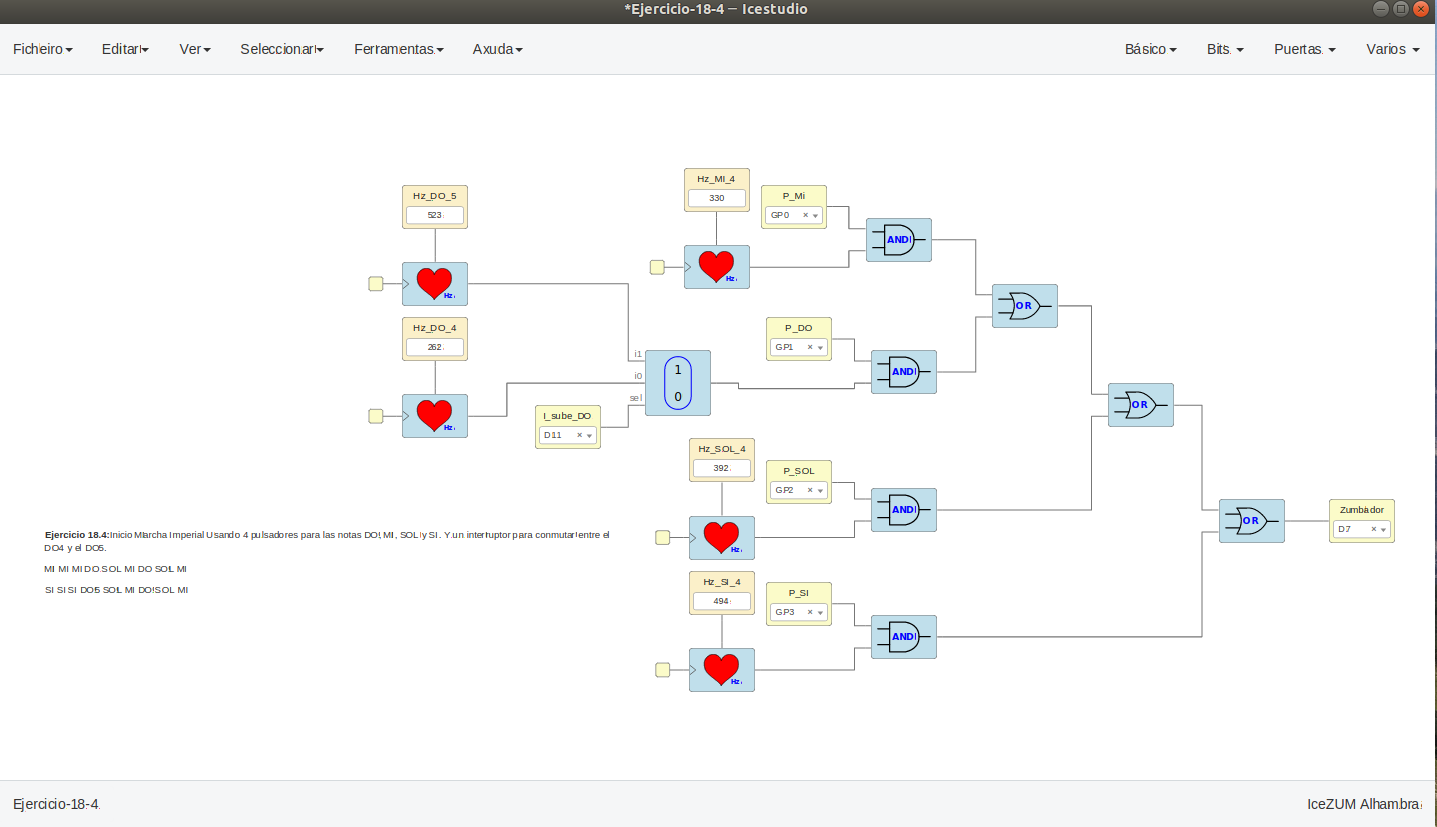 *Ejercicio-18-4 — Icestudio
Ficheiro Editar Ver Seleccionar Ferramentas Axuda Básico Bits Puertas Varios
Hz_MI_4
330
P_Mi
GP0
Hz_DO_5
523
AND
Hz
Hz
OR
Hz_DO_4
262
P_DO
GP1
i1
i0
sel
1
0
AND
Hz
I_sube_DO
D11
OR
Hz_SOL_4
392
P_SOL
GP2
AND
Hz
OR
Zumbador
D7
Ejercicio 18.4: Inicio Marcha Imperial Usando 4 pulsadores para las notas DO, MI, SOL y SI. Y un interruptor para conmutar entre el
DO4 y el DO5.
MI MI MI DO SOL MI DO SOL MI
SI SI SI DO5 SOL MI DO SOL MI
Hz_SI_4
494
P_SI
GP3
AND
Hz
Ejercicio-18-4
IceZUM Alhambra